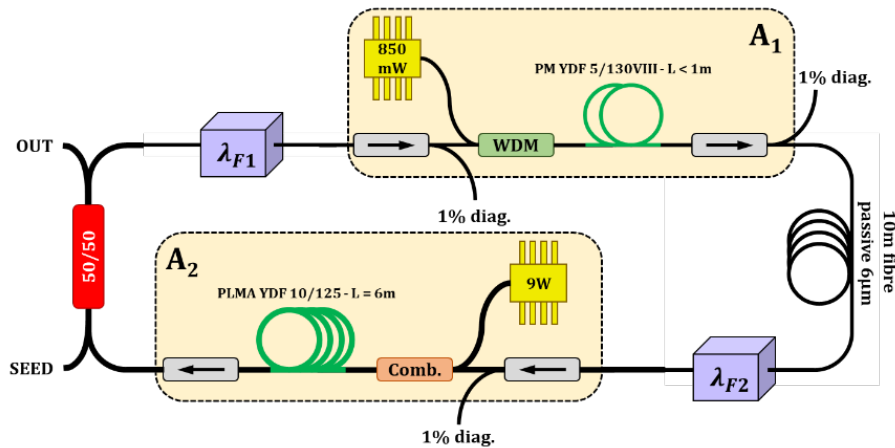 A1
850
mW
PM YDF 5/130VIII - L < 1m
1% diag.
OUT
λF1
WDM
1% diag.
50/50
10m fibre
passive 6μm
A2
9W
PLMA YDF 10/125 - L = 6m
SEED
Comb.
λF2
1% diag.